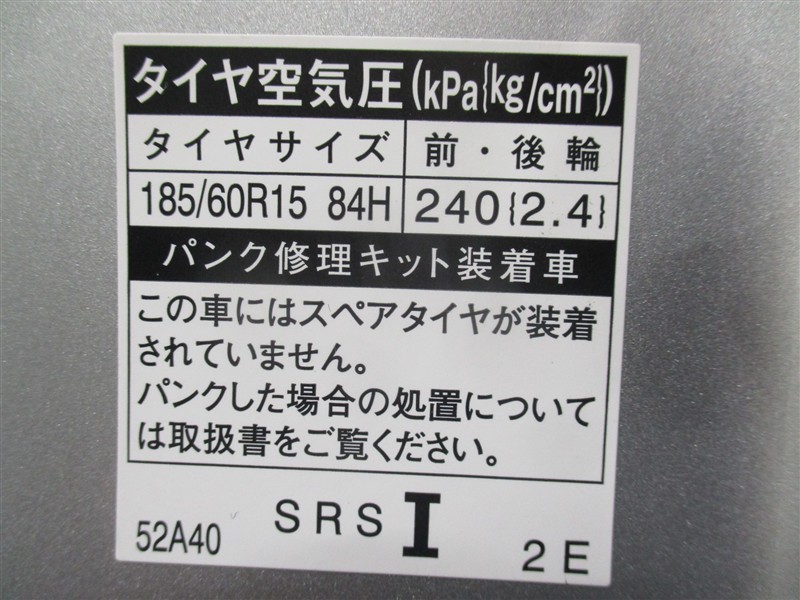 タイヤ空気圧(kPa{kg/cm²})
タイヤサイズ 前・後輪
185/60R15 84H 240{2.4}
パンク修理キット装着車
この車にはスペアタイヤが装着
されていません。
パンクした場合の処置について
は取扱書をご覧ください。
52A40 SRS I 2E